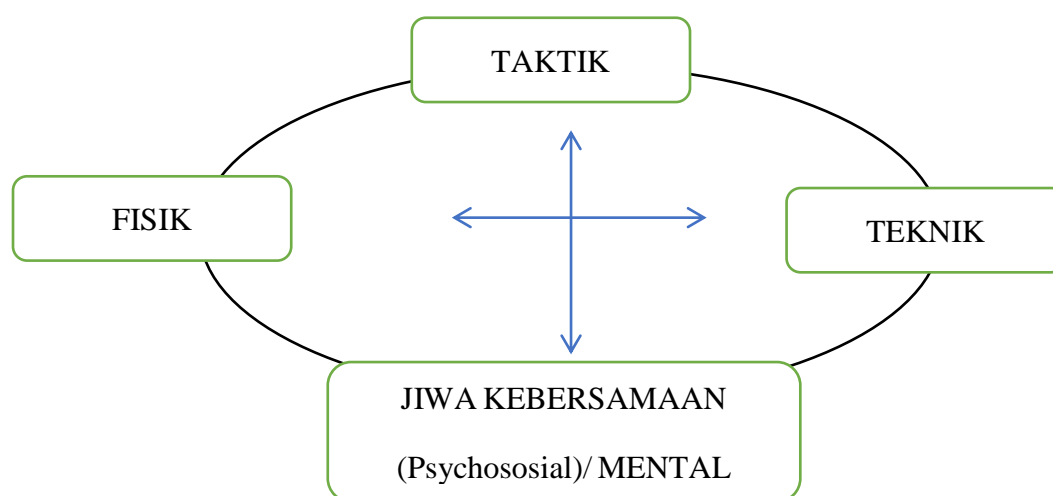 TAKTIK
FISIK
TEKNIK
JIWA KEBERSAMAAN
(Psychososial)/ MENTAL